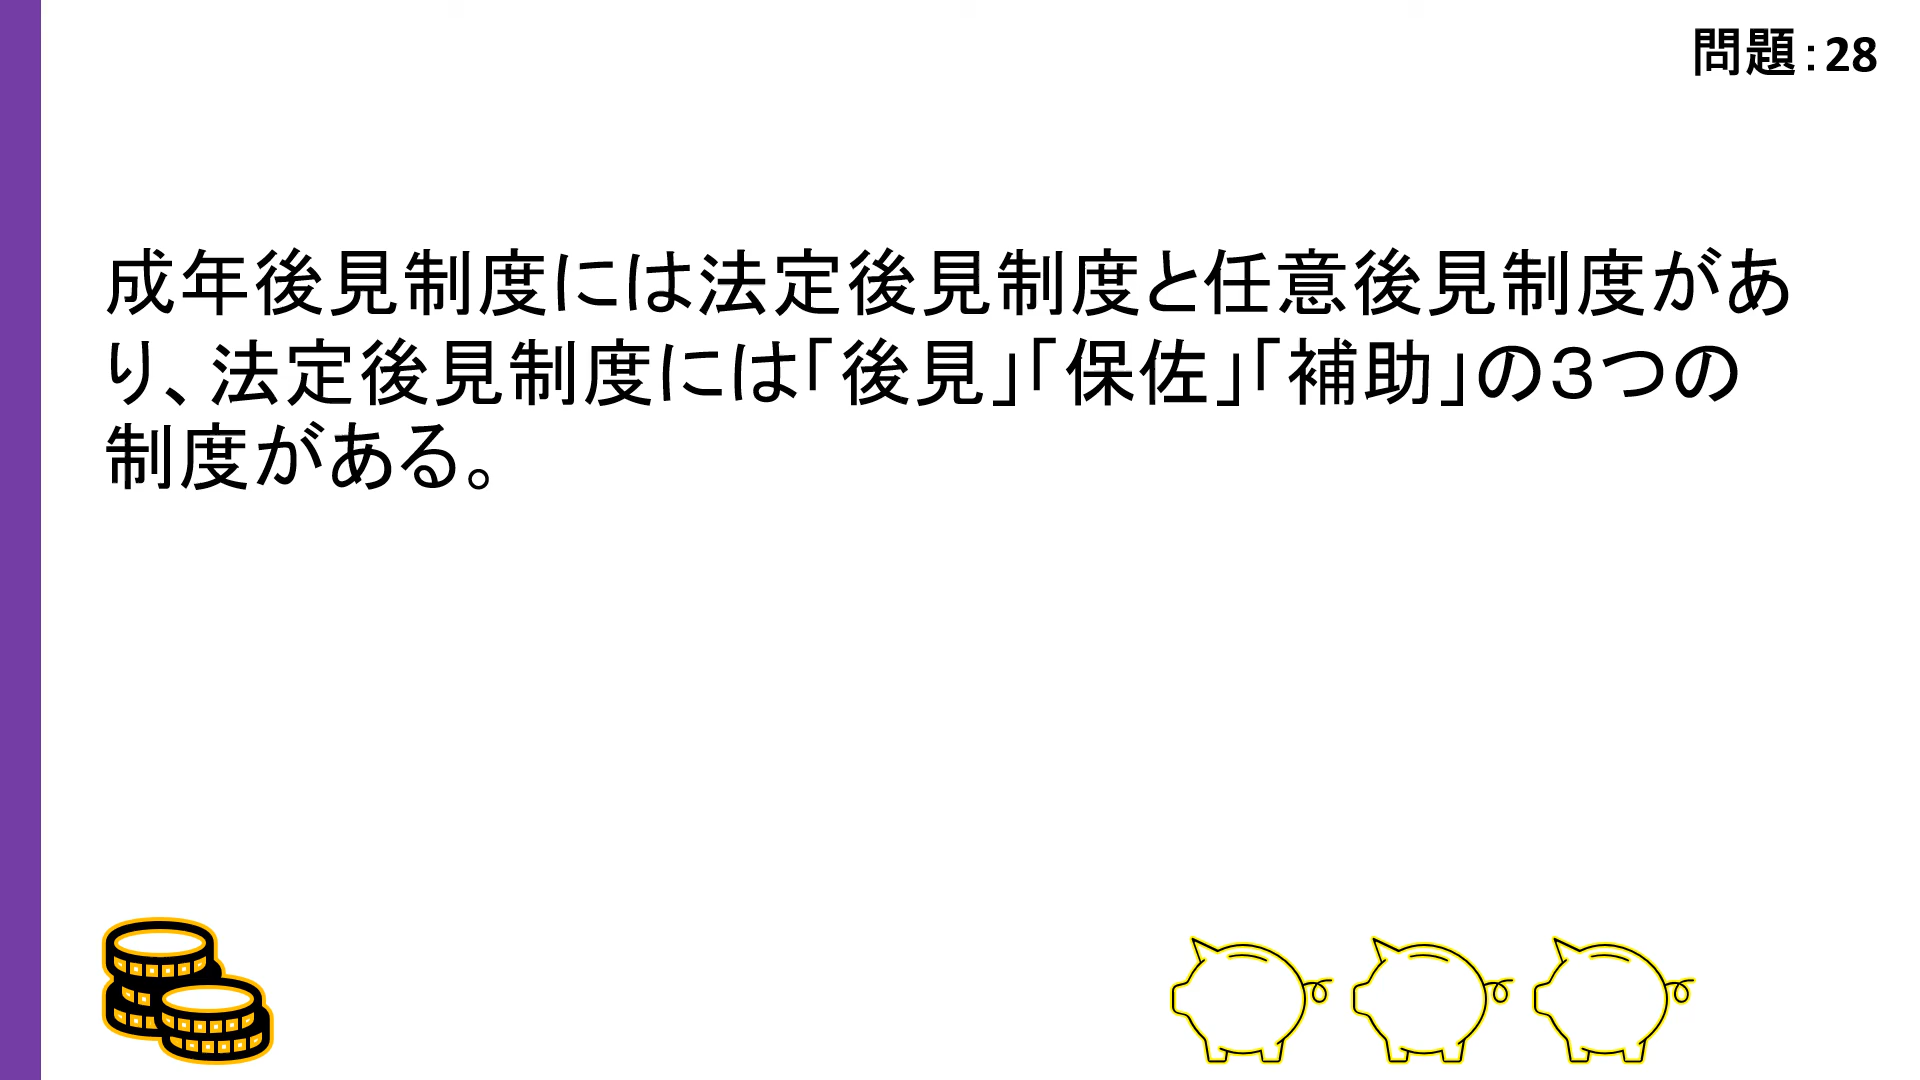 問題：28
成年後見制度には法定後見制度と任意後見制度があ
り、法定後見制度には｢後見｣｢保佐｣｢補助｣の３つの
制度がある。